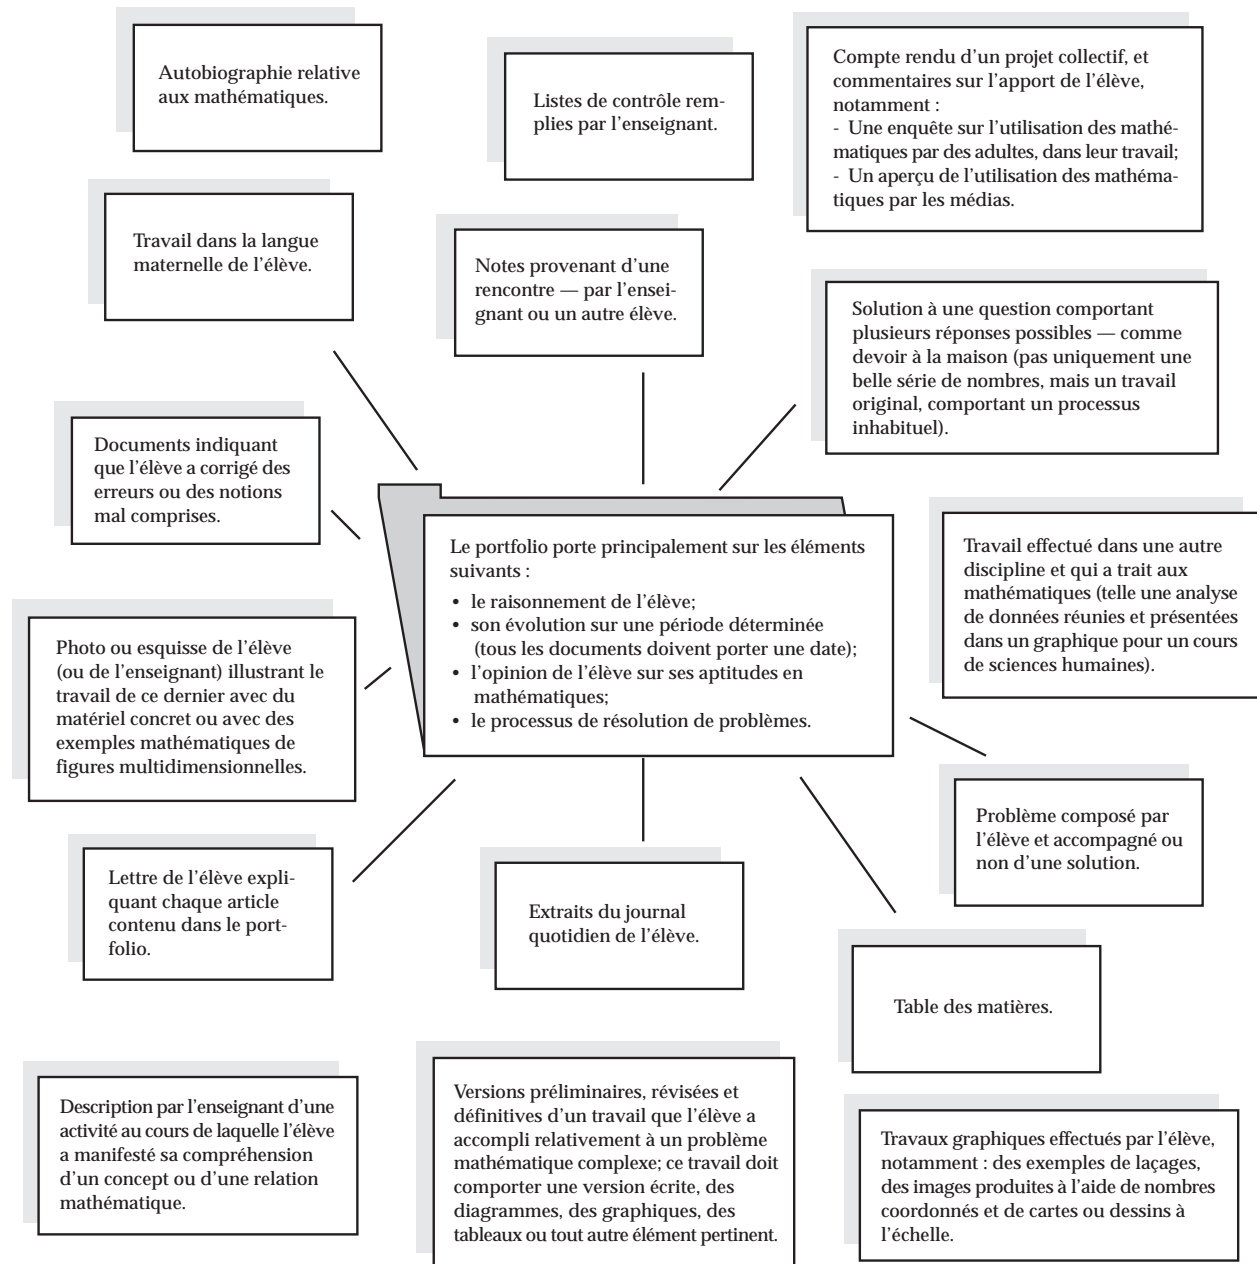 Autobiographie relative
aux mathématiques.
Listes de contrôle rem-
plies par l'enseignant.
Compte rendu d'un projet collectif, et
commentaires sur l'apport de l'élève,
notamment :
- Une enquête sur l'utilisation des mathé-
matiques par des adultes, dans leur travail;
- Un aperçu de l'utilisation des mathéma-
tiques par les médias.
Travail dans la langue
maternelle de l'élève.
Notes provenant d'une
rencontre — par l'ensei-
gnant ou un autre élève.
Solution à une question comportant
plusieurs réponses possibles — comme
devoir à la maison (pas uniquement une
belle série de nombres, mais un travail
original, comportant un processus
inhabituel).
Documents indiquant
que l'élève a corrigé des
erreurs ou des notions
mal comprises.
Le portfolio porte principalement sur les éléments
suivants :
• le raisonnement de l'élève;
• son évolution sur une période déterminée
(tous les documents doivent porter une date);
• l'opinion de l'élève sur ses aptitudes en
mathématiques;
• le processus de résolution de problèmes.
Travail effectué dans une autre
discipline et qui a trait aux
mathématiques (telle une analyse
de données réunies et présentées
dans un graphique pour un cours
de sciences humaines).
Photo ou esquisse de l'élève
(ou de l'enseignant) illustrant le
travail de ce dernier avec du
matériel concret ou avec des
exemples mathématiques de
figures multidimensionnelles.
Problème composé par
l'élève et accompagné ou
non d'une solution.
Lettre de l'élève expli-
quant chaque article
contenu dans le port-
folio.
Extraits du journal
quotidien de l'élève.
Table des matières.
Description par l'enseignant d'une
activité au cours de laquelle l'élève
a manifesté sa compréhension
d'un concept ou d'une relation
mathématique.
Versions préliminaires, révisées et
définitives d'un travail que l'élève a
accompli relativement à un problème
mathématique complexe; ce travail doit
comporter une version écrite, des
diagrammes, des graphiques, des
tableaux ou tout autre élément pertinent.
Travaux graphiques effectués par l'élève,
notamment : des exemples de laçages,
des images produites à l'aide de nombres
coordonnés et de cartes ou dessins à
l'échelle.